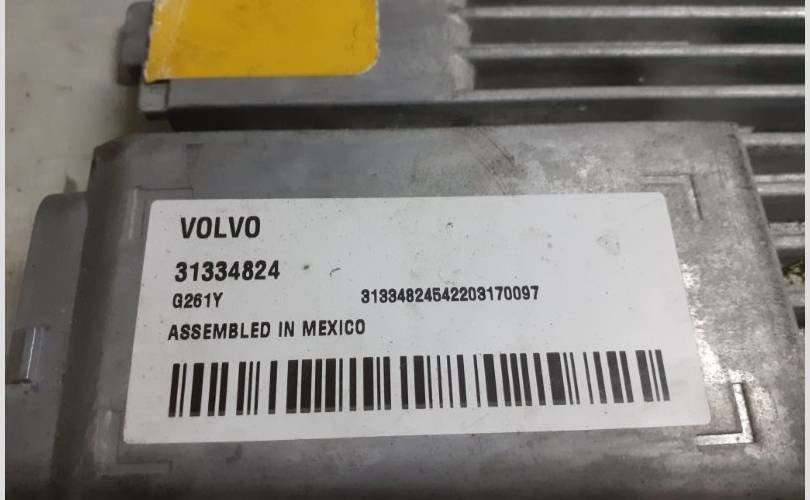 VOLVO
31334824
G261Y 31334824542203170097
ASSEMBLED IN MEXICO